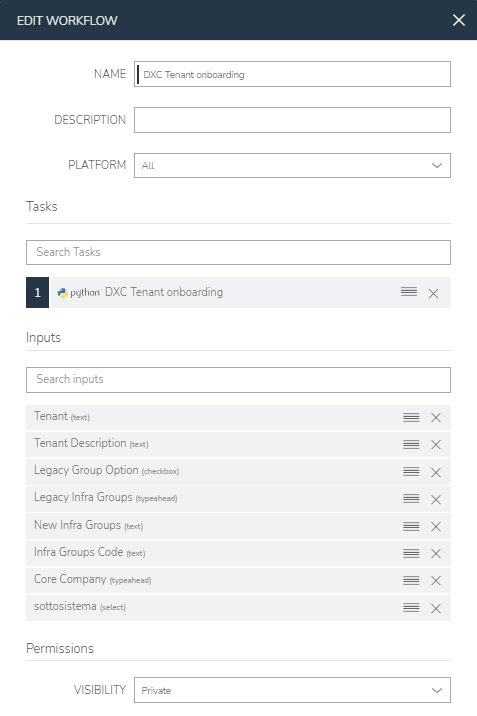 EDIT WORKFLOW
NAME DXC Tenant onboarding
DESCRIPTION
PLATFORM All
Tasks
Search Tasks
1 python DXC Tenant onboarding
Inputs
Search inputs
Tenant (text)
Tenant Description (text)
Legacy Group Option (checkbox)
Legacy Infra Groups (typeahead)
New Infra Groups (text)
Infra Groups Code (text)
Core Company (typeahead)
sottosistema (select)
Permissions
VISIBILITY Private